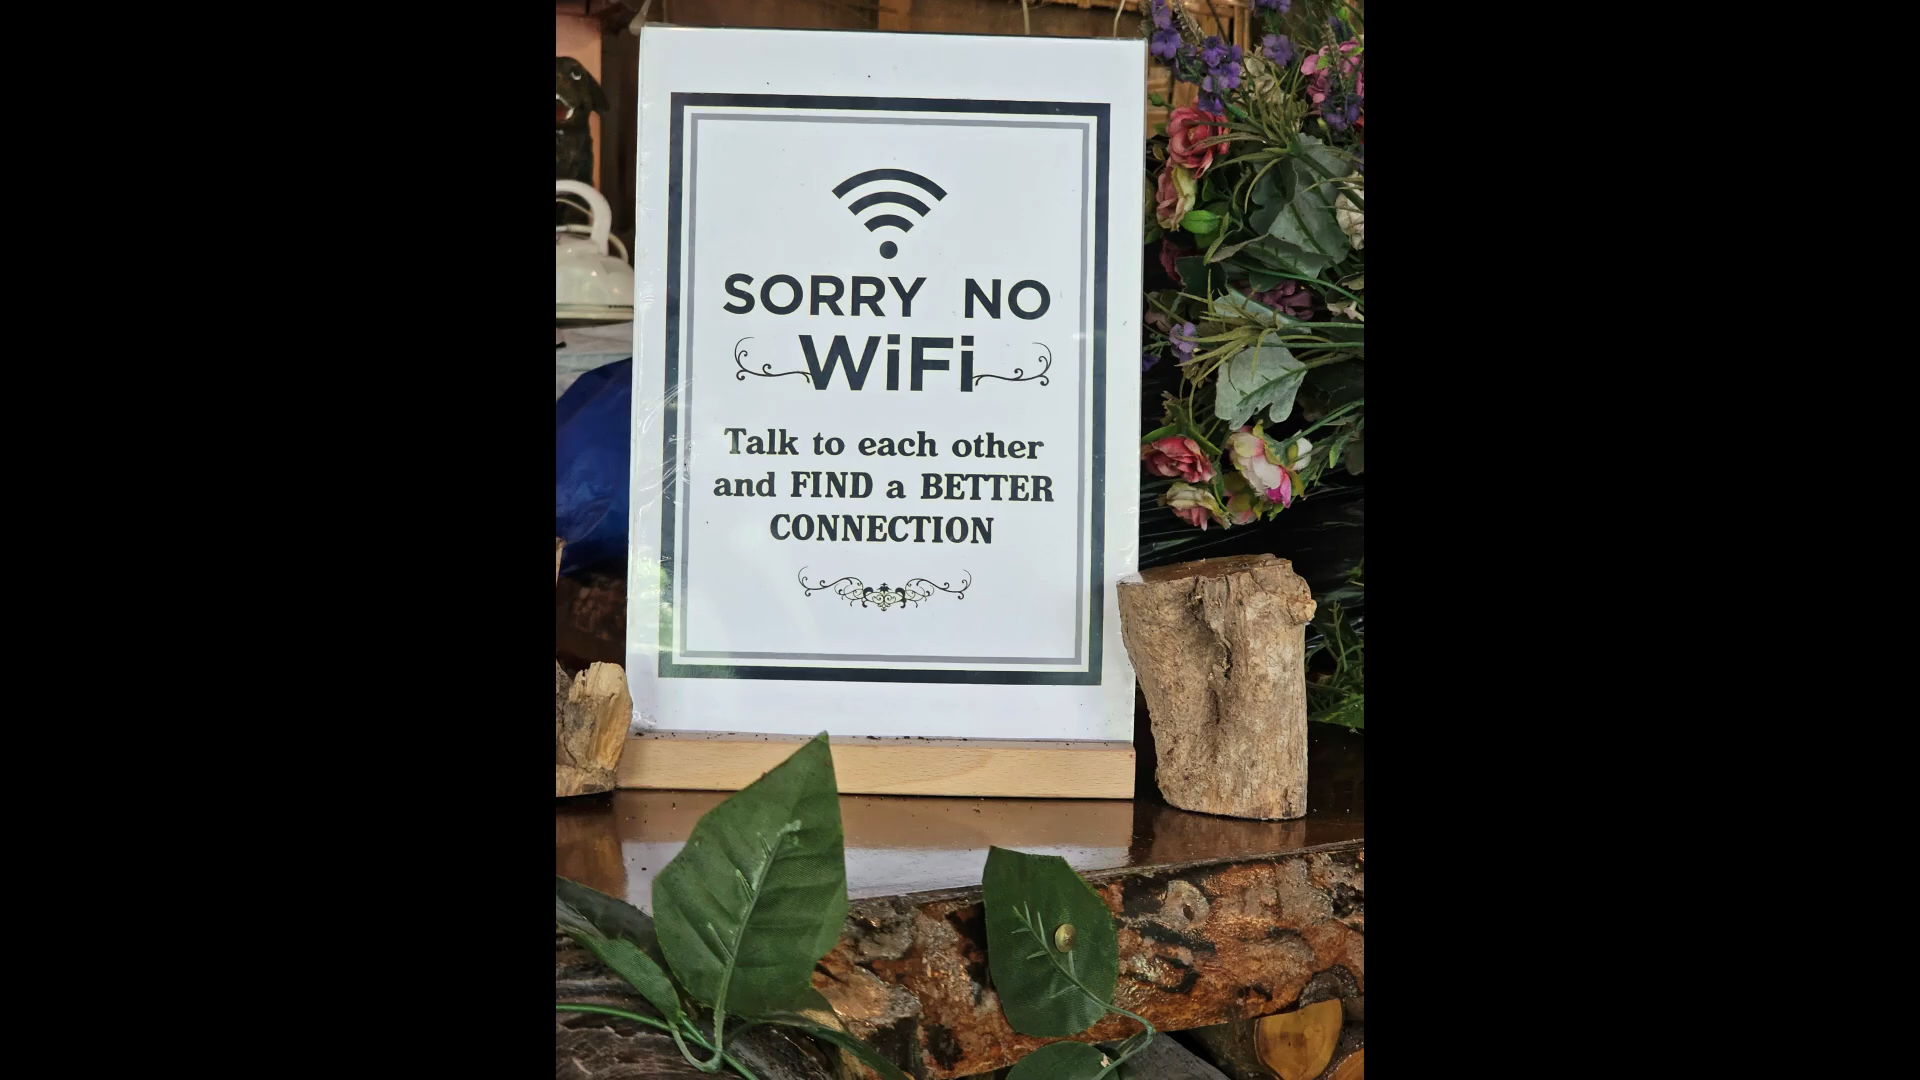 SORRY NO
WiFi
Talk to each other
and FIND a BETTER
CONNECTION